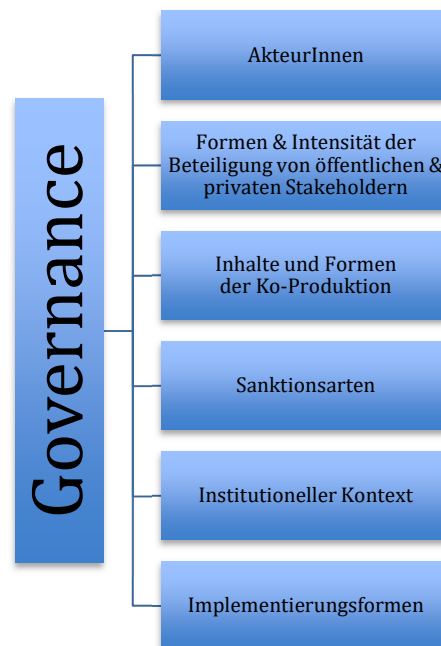 Governance
AkteurInnen
Formen & Intensität der
Beteiligung von öffentlichen &
privaten Stakeholdern
Inhalte und Formen
der Ko-Produktion
Sanktionsarten
Institutioneller Kontext
Implementierungsformen